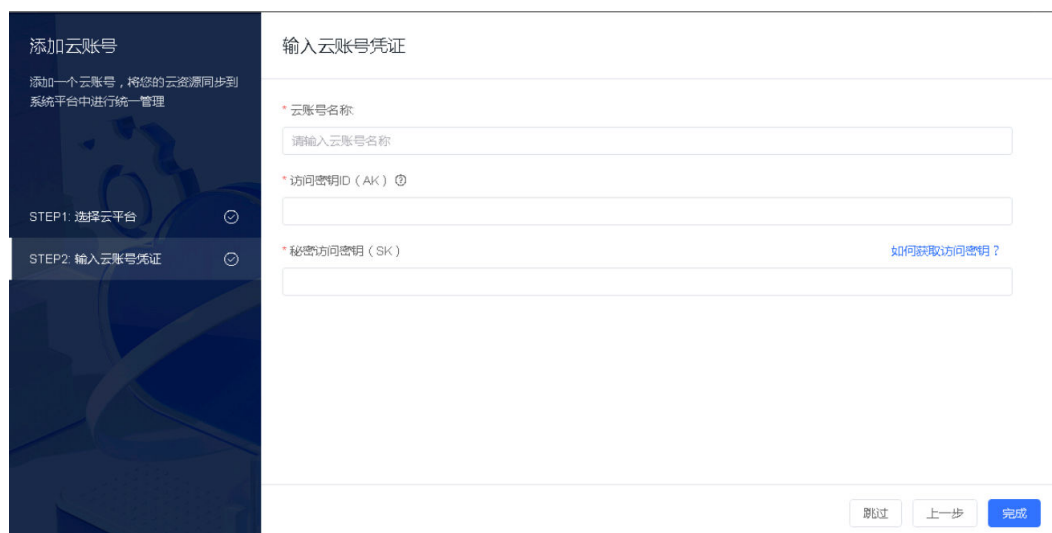 添加云账号
添加一个云账号，将您的云资源同步到
系统平台中进行统一管理
STEP1: 选择云平台
STEP2: 输入云账号凭证
输入云账号凭证
* 云账号名称:
请输入云账号名称
* 访问密钥ID（AK）
* 秘密访问密钥（SK）
如何获取访问密钥？
跳过
上一步
完成